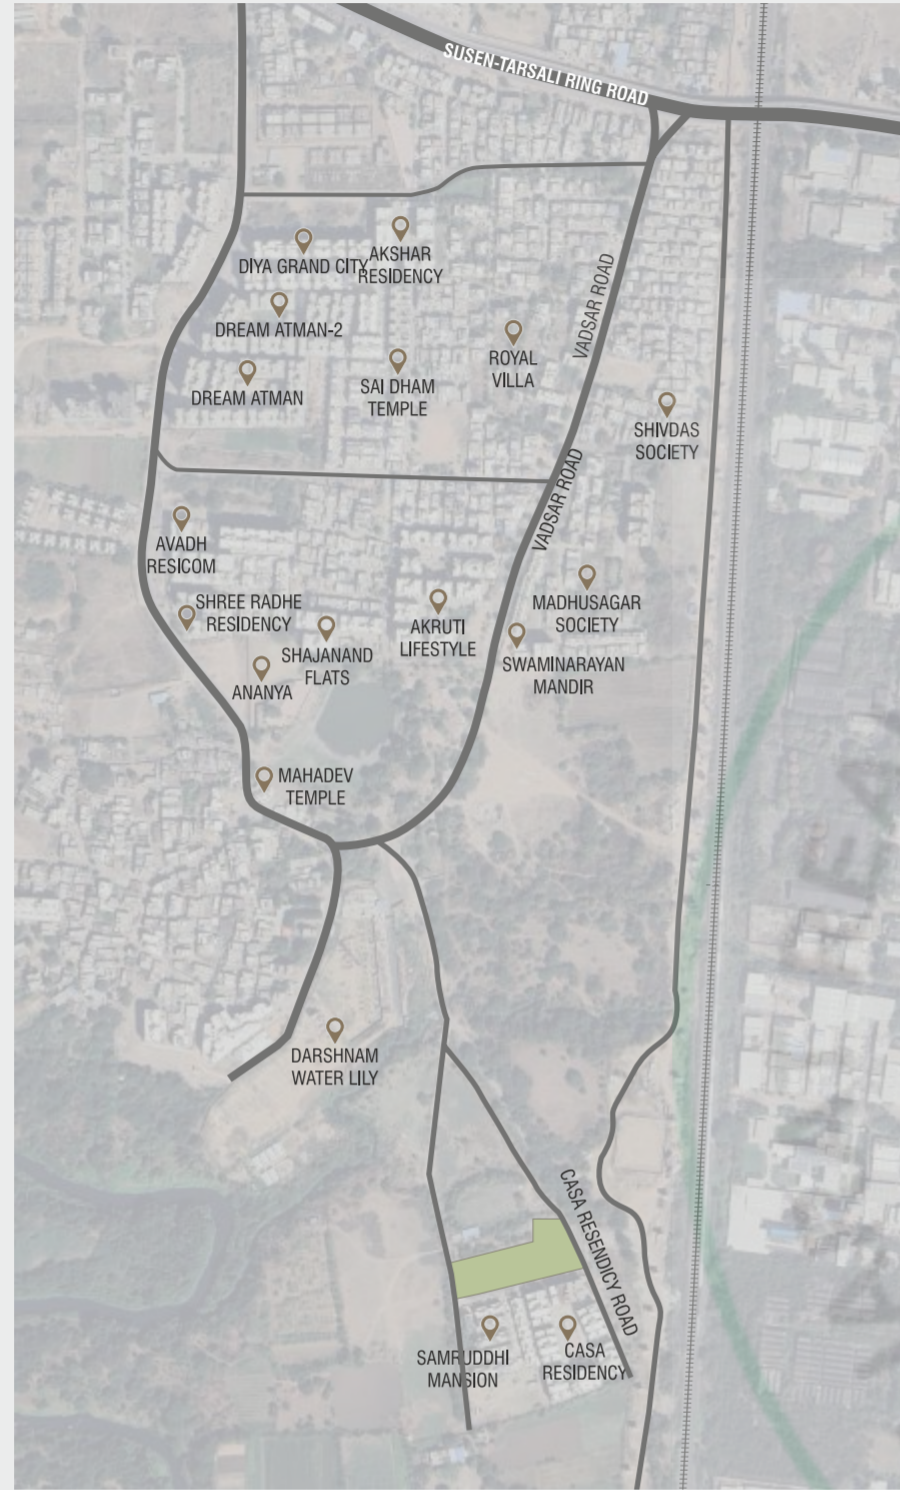 SUSEN-TARSALI RING ROAD
DIYA GRAND CITY
AKSHAR
RESIDENCY
DREAM ATMAN-2
VADSAR ROAD
ROYAL
VILLA
DREAM ATMAN
SAI DHAM
TEMPLE
SHIVDAS
SOCIETY
VADSAR ROAD
AVADH
RESICOM
SHREE RADHE
RESIDENCY
MADHUSAGAR
SOCIETY
AKRUTI
LIFESTYLE
SHAJANAND
FLATS
SWAMINARAYAN
MANDIR
ANANYA
MAHADEV
TEMPLE
DARSHNAM
WATER LILY
CASA RESENDICY ROAD
SAMRUDDHI
MANSION
CASA
RESIDENCY